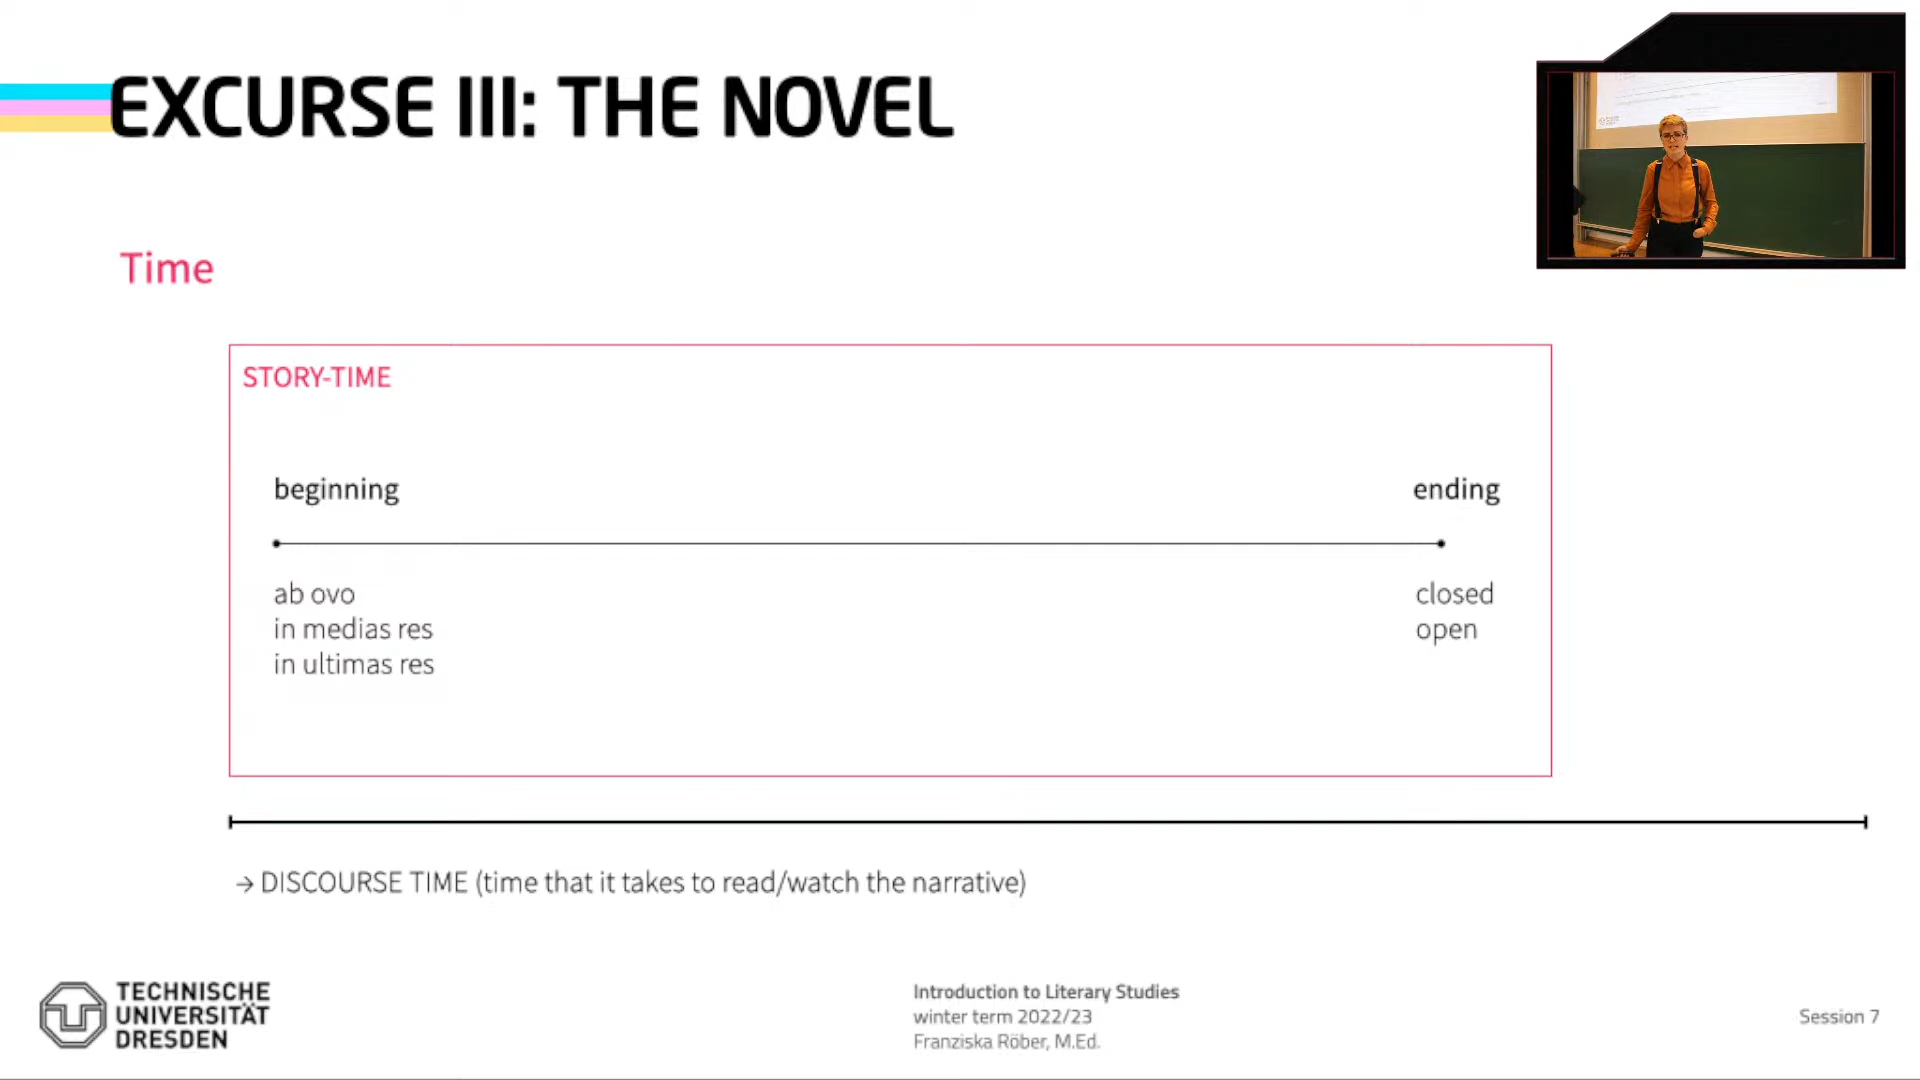 EXCURSE III: THE NOVEL
Time
STORY-TIME
beginning
ending
ab ovo
in medias res
in ultimas res
closed
open
→ DISCOURSE TIME (time that it takes to read/watch the narrative)
TECHNISCHE
UNIVERSITÄT
DRESDEN
Introduction to Literary Studies
winter term 2022/23
Franziska Röber, M.Ed.
Session 7